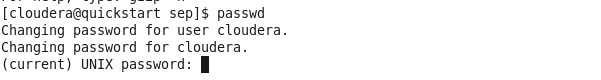 [cloudera@quickstart sep]$ passwd
Changing password for user cloudera.
Changing password for cloudera.
(current) UNIX password: